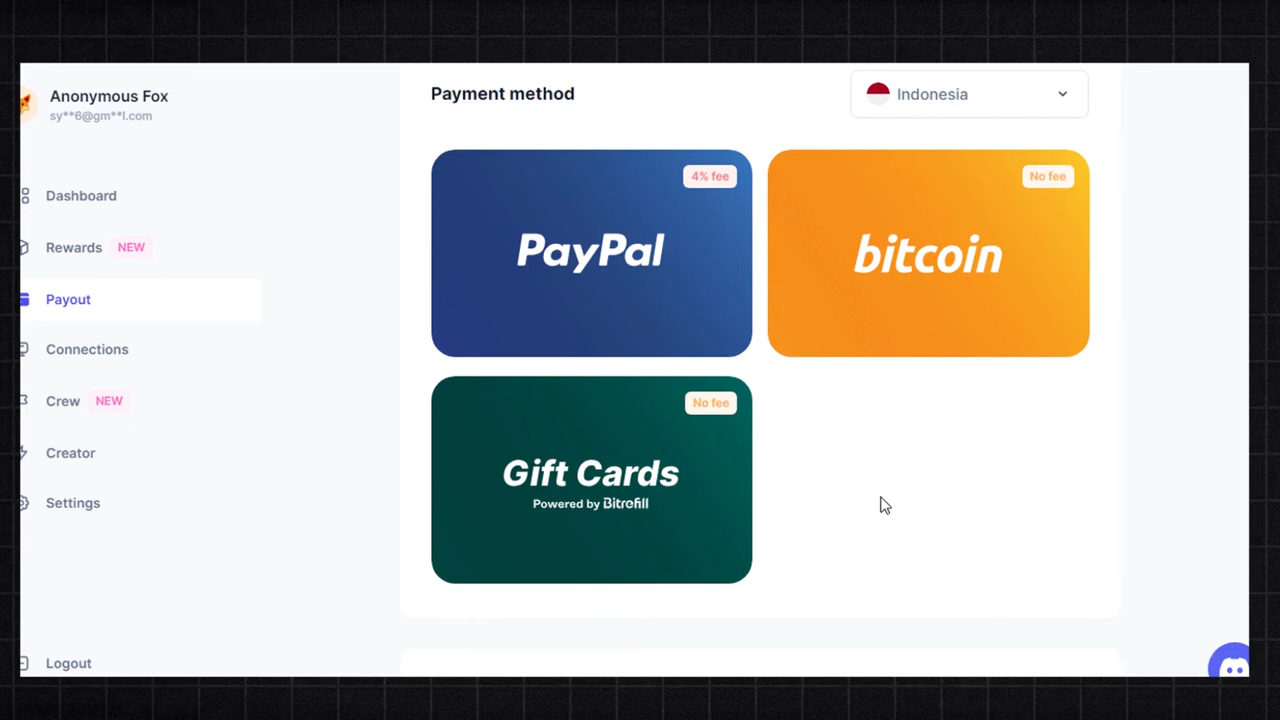 Anonymous Fox
sy**6@gm**l.com
Dashboard
Rewards NEW
Payout
Connections
Crew NEW
Creator
Settings
Logout
Payment method
Indonesia
4% fee
PayPal
No fee
bitcoin
No fee
Gift Cards
Powered by Bitrefill